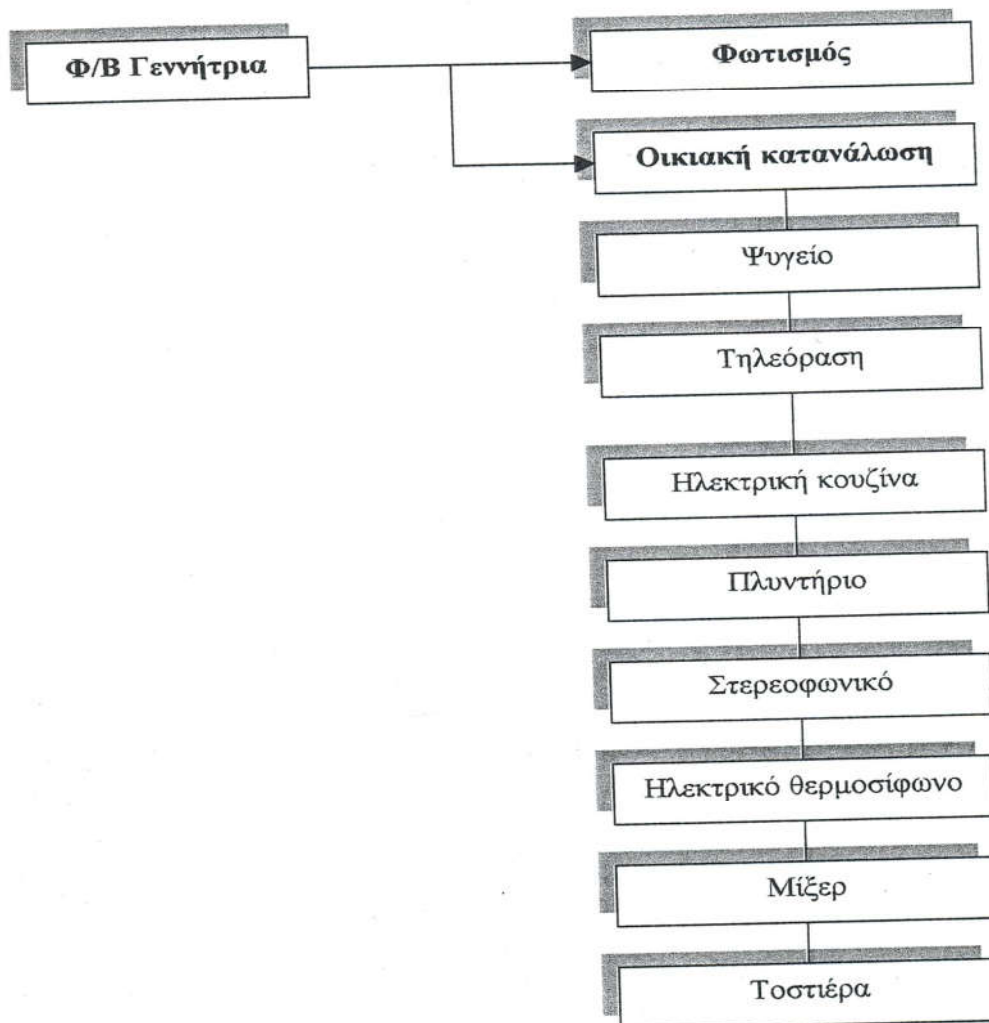 Φ/Β Γεννήτρια
Φωτισμός
Οικιακή κατανάλωση
Ψυγείο
Τηλεόραση
Ηλεκτρική κουζίνα
Πλυντήριο
Στερεοφωνικό
Ηλεκτρικό θερμοσίφωνο
Μίξερ
Τοστιέρα